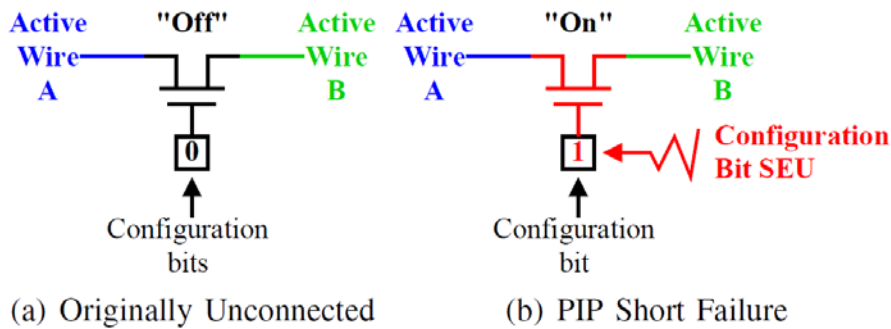 Active
Wire
A
"Off"
Active
Wire
B
0
Configuration
bits
(a) Originally Unconnected
Active
Wire
A
"On"
Active
Wire
B
1
Configuration
Bit SEU
Configuration
bit
(b) PIP Short Failure